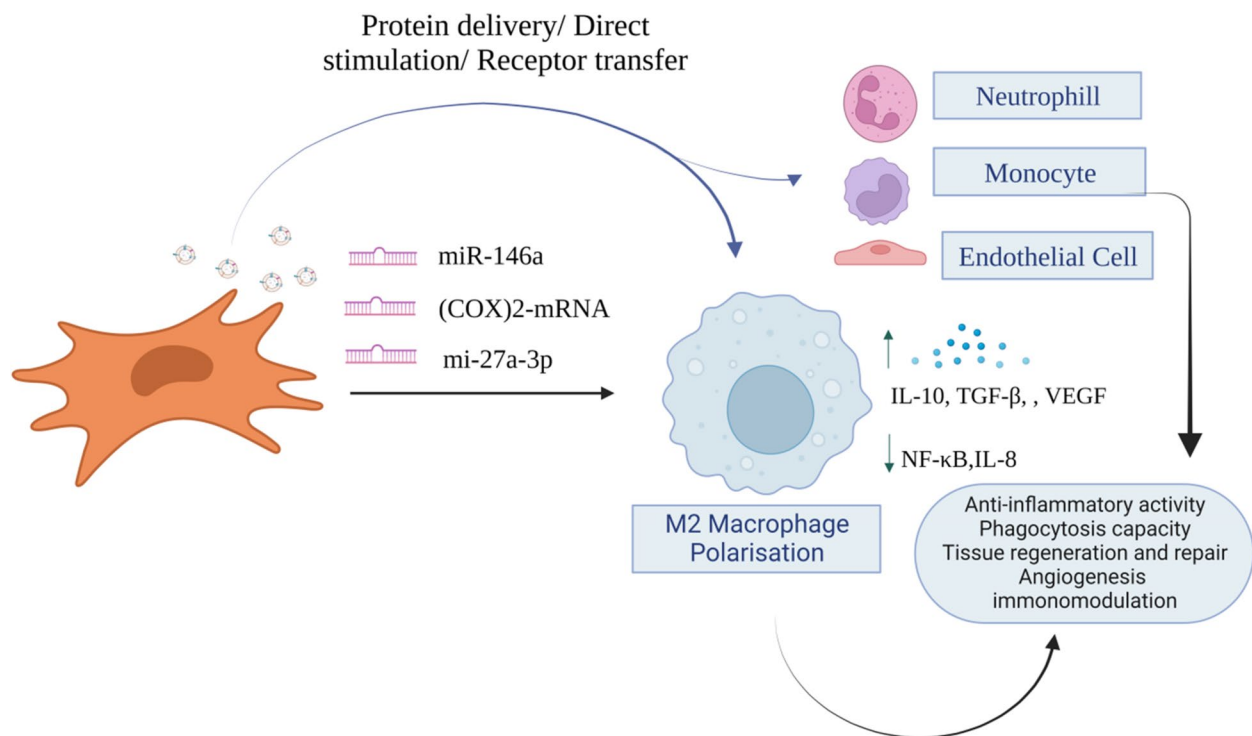 Protein delivery/ Direct
stimulation/ Receptor transfer
Neutrophill
Monocyte
Endothelial Cell
miR-146a
(COX)2-mRNA
mi-27a-3p
IL-10, TGF-β, , VEGF
NF-κB,IL-8
M2 Macrophage
Polarisation
Anti-inflammatory activity
Phagocytosis capacity
Tissue regeneration and repair
Angiogenesis
immonomodulation